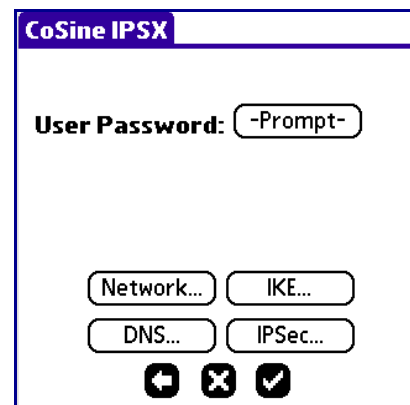 CoSine IPSX
User Password: -Prompt-
Network... IKE...
DNS... IPSec...